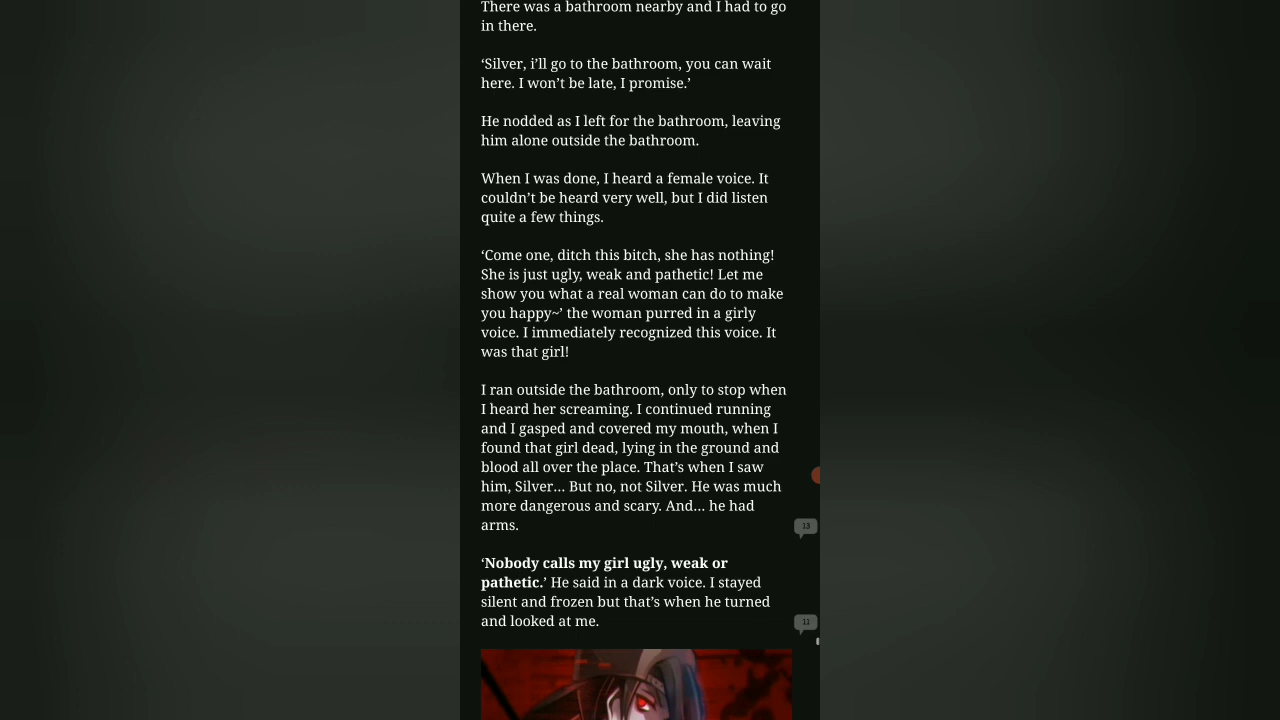 There was a bathroom nearby and I had to go
in there.
‘Silver, i’ll go to the bathroom, you can wait
here. I won’t be late, I promise.’
He nodded as I left for the bathroom, leaving
him alone outside the bathroom.
When I was done, I heard a female voice. It
couldn’t be heard very well, but I did listen
quite a few things.
‘Come one, ditch this bitch, she has nothing!
She is just ugly, weak and pathetic! Let me
show you what a real woman can do to make
you happy~’ the woman purred in a girly
voice. I immediately recognized this voice. It
was that girl!
I ran outside the bathroom, only to stop when
I heard her screaming. I continued running
and I gasped and covered my mouth, when I
found that girl dead, lying in the ground and
blood all over the place. That’s when I saw
him, Silver… But no, not Silver. He was much
more dangerous and scary. And… he had
arms.
13
‘Nobody calls my girl ugly, weak or
pathetic.’ He said in a dark voice. I stayed
silent and frozen but that’s when he turned
and looked at me.
11